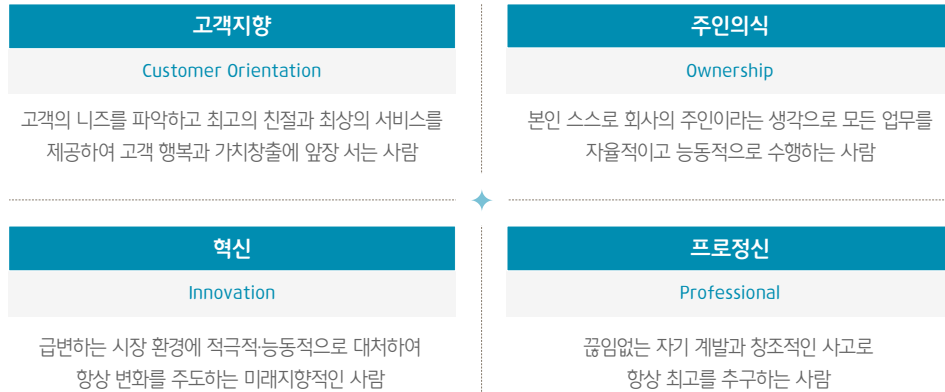 고객지향
Customer Orientation
고객의 니즈를 파악하고 최고의 친절과 최상의 서비스를
제공하여 고객 행복과 가치창출에 앞장 서는 사람
주인의식
Ownership
본인 스스로 회사의 주인이라는 생각으로 모든 업무를
자율적이고 능동적으로 수행하는 사람
혁신
Innovation
급변하는 시장 환경에 적극적·능동적으로 대처하여
항상 변화를 주도하는 미래지향적인 사람
프로정신
Professional
끊임없는 자기 계발과 창조적인 사고로
항상 최고를 추구하는 사람